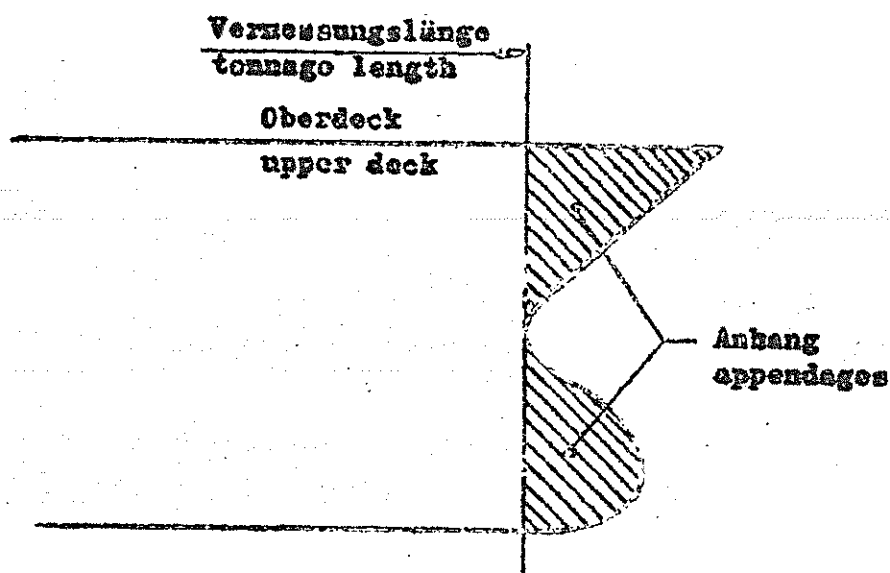 Vermessungslänge
tonnage length
Oberdeck
upper deck
Anhang
appendages